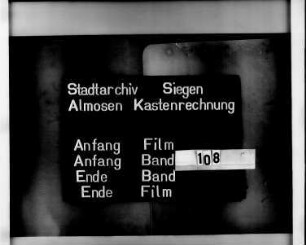 Stadtarchiv Siegen
Almosen Kastenrechnung
Anfang Film
Anfang Band 108
Ende Band
Ende Film